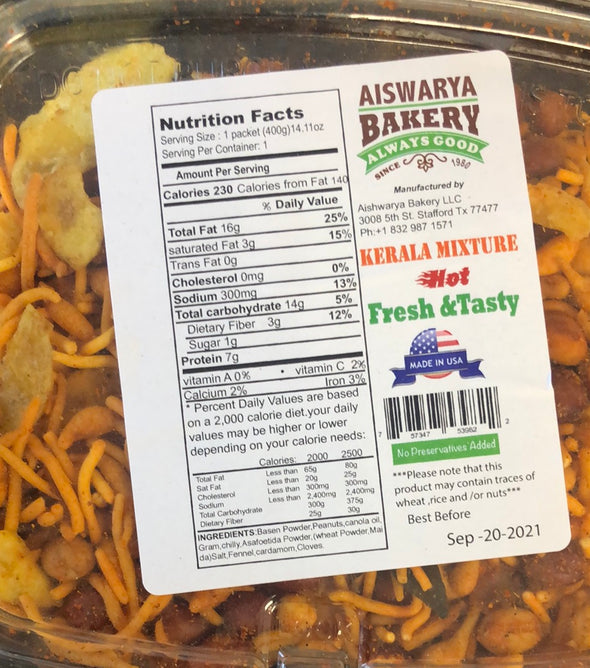 Nutrition Facts
Serving Size : 1 packet (400g)14.11oz
Serving Per Container: 1
Amount Per Serving
Calories 230 Calories from Fat 140
% Daily Value
Total Fat 16g 25%
saturated Fat 3g 15%
Trans Fat 0g
Cholesterol 0mg 0%
Sodium 300mg 13%
Total carbohydrate 14g 5%
Dietary Fiber 3g 12%
Sugar 1g
Protein 7g
vitamin A 0% • vitamin C 2%
Calcium 2% Iron 3%
* Percent Daily Values are based
on a 2,000 calorie diet,your daily
values may be higher or lower
depending on your calorie needs:
Calories: 2000 2500
Total Fat Less than 65g 80g
Sat Fat Less than 20g 25g
Cholesterol Less than 300mg 300mg
Sodium Less than 2,400mg 2,400mg
Total Carbohydrate 300g 375g
Dietary Fiber 25g 30g
INGREDIENTS:Basen Powder,Peanuts,canola oil,
Gram,chilly,Asafoetida Powder,(wheat Powder,Mai
da)Salt,Fennel,cardamom,Cloves
AISWARYA
BAKERY
ALWAYS GOOD
SINCE 1980
Manufactured by
Aishwarya Bakery LLC
3008 5th St. Stafford Tx 77477
Ph:+1 832 987 1571
KERALA MIXTURE
Hot
Fresh &Tasty
MADE IN USA
7 57347 53962 2
No Preservatives Added
***Please note that this
product may contain traces of
wheat ,rice and /or nuts***
Best Before
Sep -20-2021